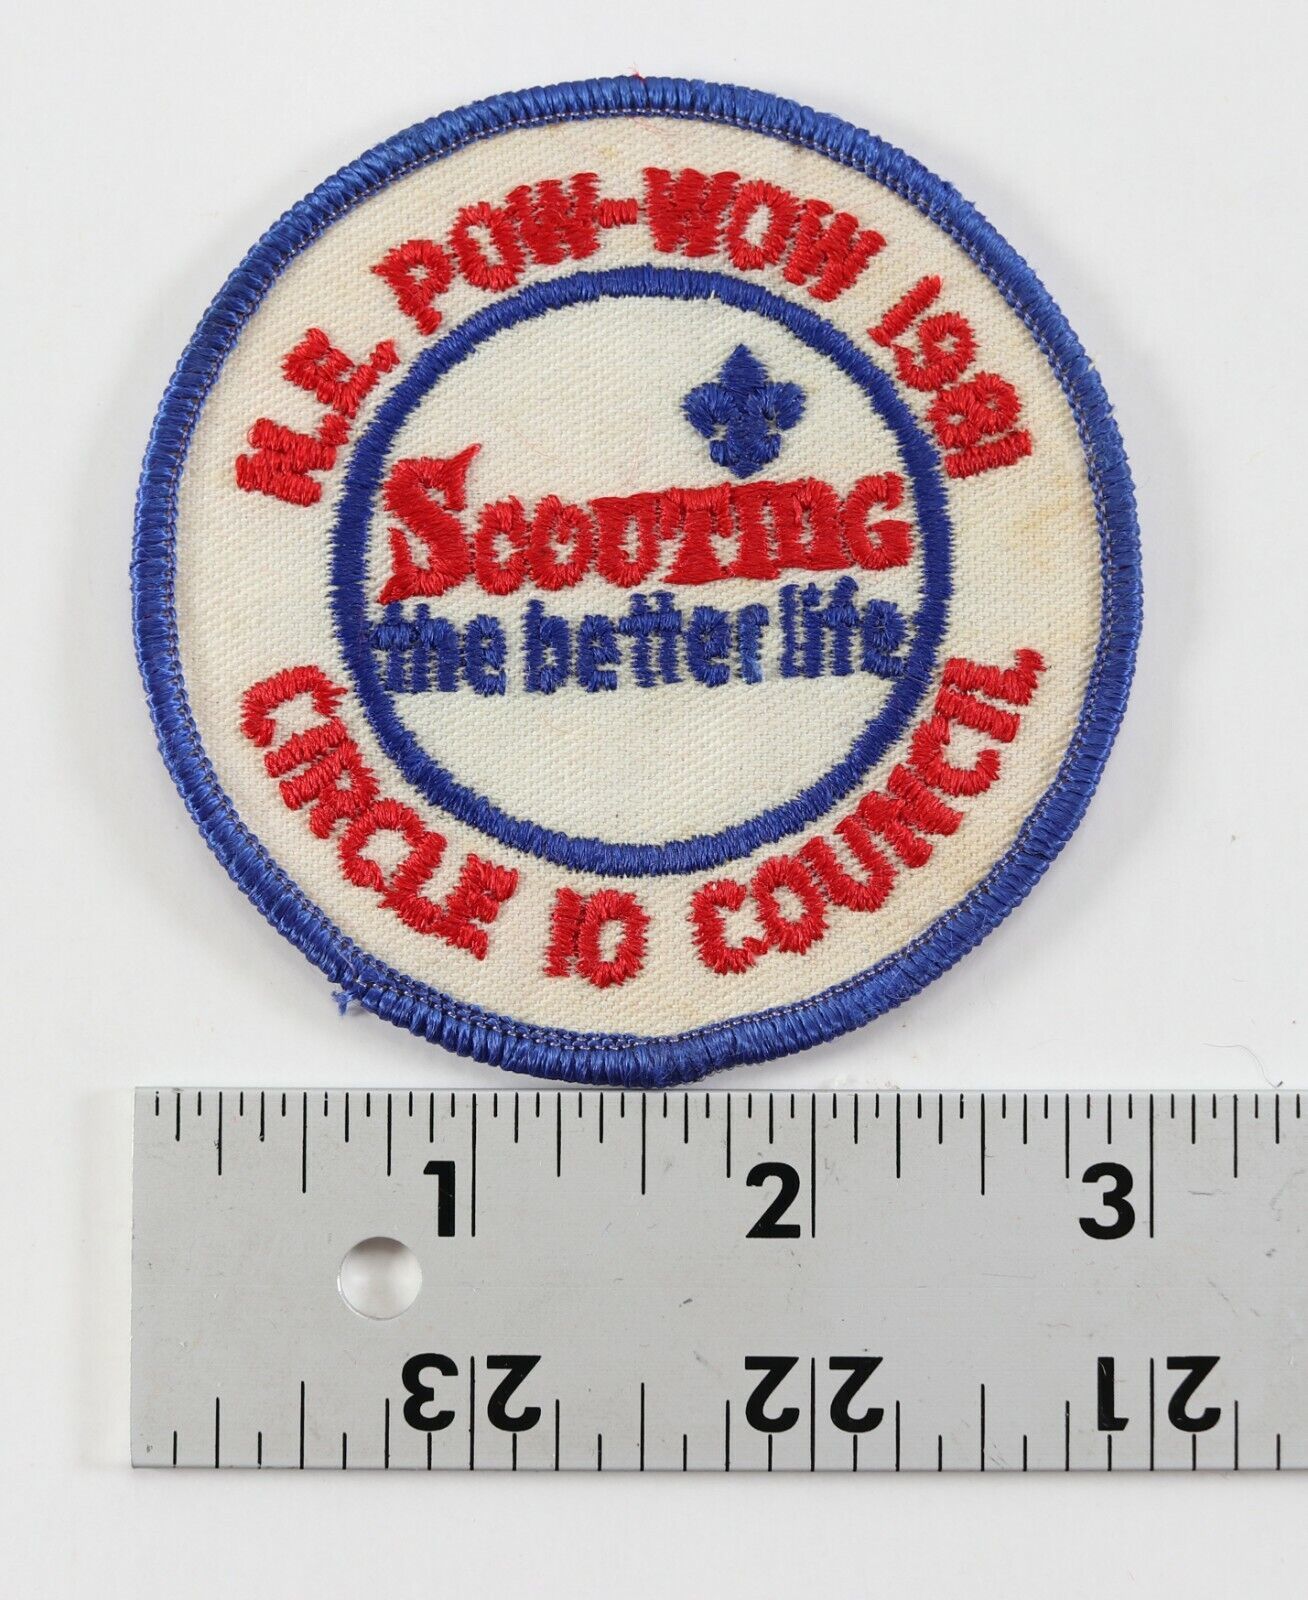 N.E. POW-WOW 1981
SCOUTING
the better life
CIRCLE 10 COUNCIL
1 2 3
23 22 21